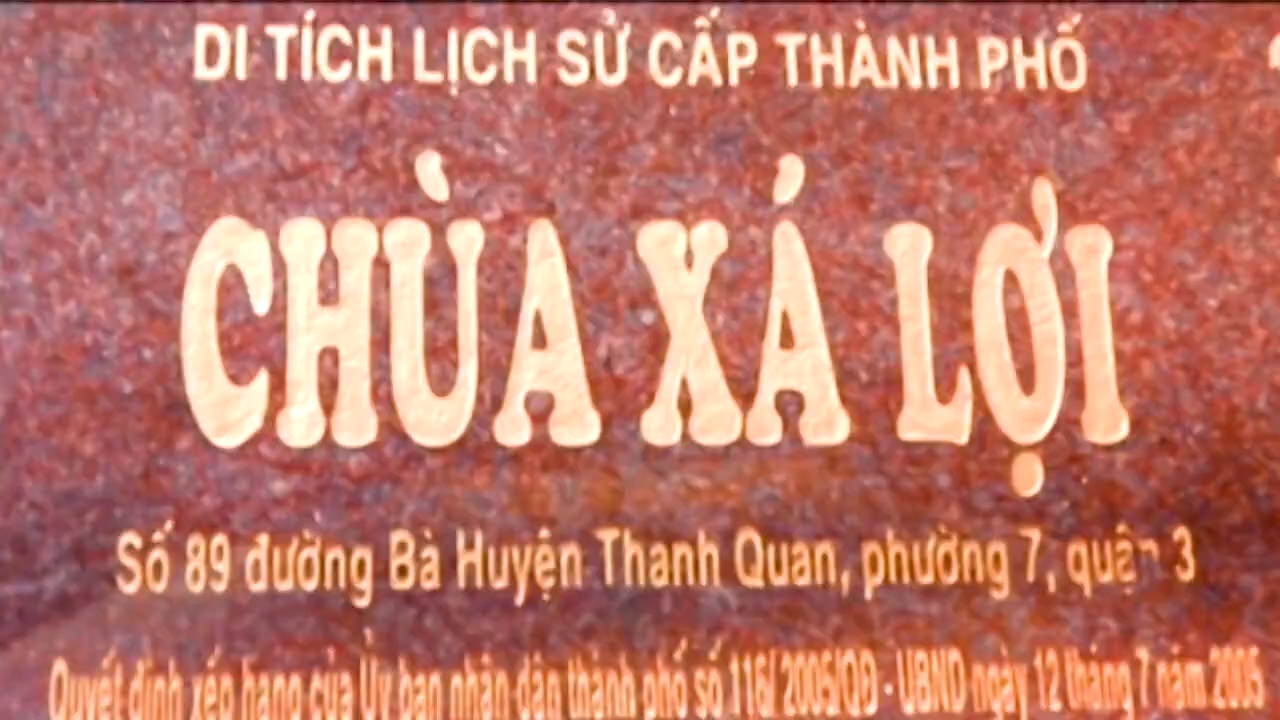 DI TÍCH LỊCH SỬ CẤP THÀNH PHỐ
CHÙA XÁ LỢI
Số 89 đường Bà Huyện Thanh Quan, phường 7, quận 3
Quyết định xếp hạng của Ủy ban nhân dân thành phố số 116/ 2005/QĐ - UBND ngày 12 tháng 7 năm 2005